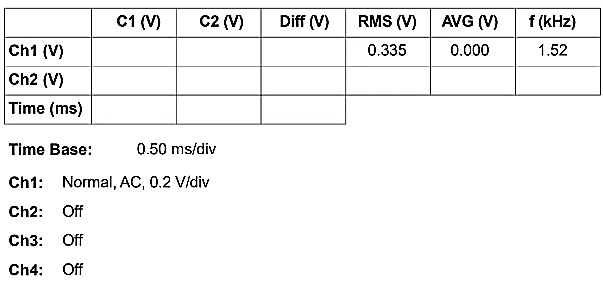 C1 (V) C2 (V) Diff (V) RMS (V) AVG (V) f (kHz)
Ch1 (V) 0.335 0.000 1.52
Ch2 (V)
Time (ms)
Time Base: 0.50 ms/div
Ch1: Normal, AC, 0.2 V/div
Ch2: Off
Ch3: Off
Ch4: Off